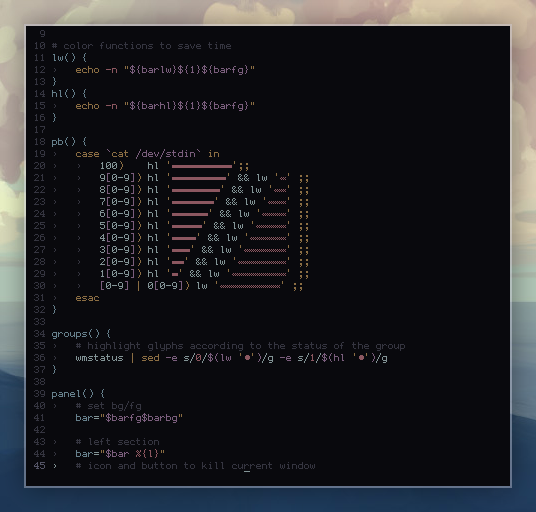 9
10 # color functions to save time
11 lw() {
12 ›   echo -n "${barlw}${1}${barfg}"
13 }
14 hl() {
15 ›   echo -n "${barhl}${1}${barfg}"
16 }
17
18 pb() {
19 ›   case `cat /dev/stdin` in
20 ›   ›   100)    hl '━━━━━━━━━━';;
21 ›   ›   9[0-9]) hl '━━━━━━━━━' && lw '═' ;;
22 ›   ›   8[0-9]) hl '━━━━━━━━' && lw '══' ;;
23 ›   ›   7[0-9]) hl '━━━━━━━' && lw '═══' ;;
24 ›   ›   6[0-9]) hl '━━━━━━' && lw '════' ;;
25 ›   ›   5[0-9]) hl '━━━━━' && lw '═════' ;;
26 ›   ›   4[0-9]) hl '━━━━' && lw '══════' ;;
27 ›   ›   3[0-9]) hl '━━━' && lw '═══════' ;;
28 ›   ›   2[0-9]) hl '━━' && lw '════════' ;;
29 ›   ›   1[0-9]) hl '━' && lw '═════════' ;;
30 ›   ›   [0-9] | 0[0-9]) lw '══════════' ;;
31 ›   esac
32 }
33
34 groups() {
35 ›   # highlight glyphs according to the status of the group
36 ›   wmstatus | sed -e s/0/$(lw '●')/g -e s/1/$(hl '●')/g
37 }
38
39 panel() {
40 ›   # set bg/fg
41 ›   bar="$barfg$barbg"
42
43 ›   # left section
44 ›   bar="$bar %{l}"
45 ›   # icon and button to kill current window